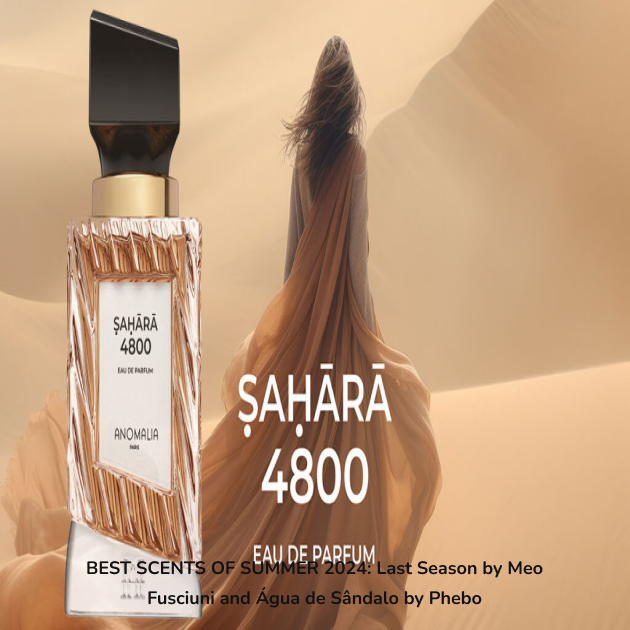 ṢAḤĀRĀ
4800
EAU DE PARFUM
ANOMALIA
PARIS
ṢAḤĀRĀ
4800
EAU DE PARFUM
BEST SCENTS OF SUMMER 2024: Last Season by Meo
Fusciuni and Água de Sândalo by Phebo